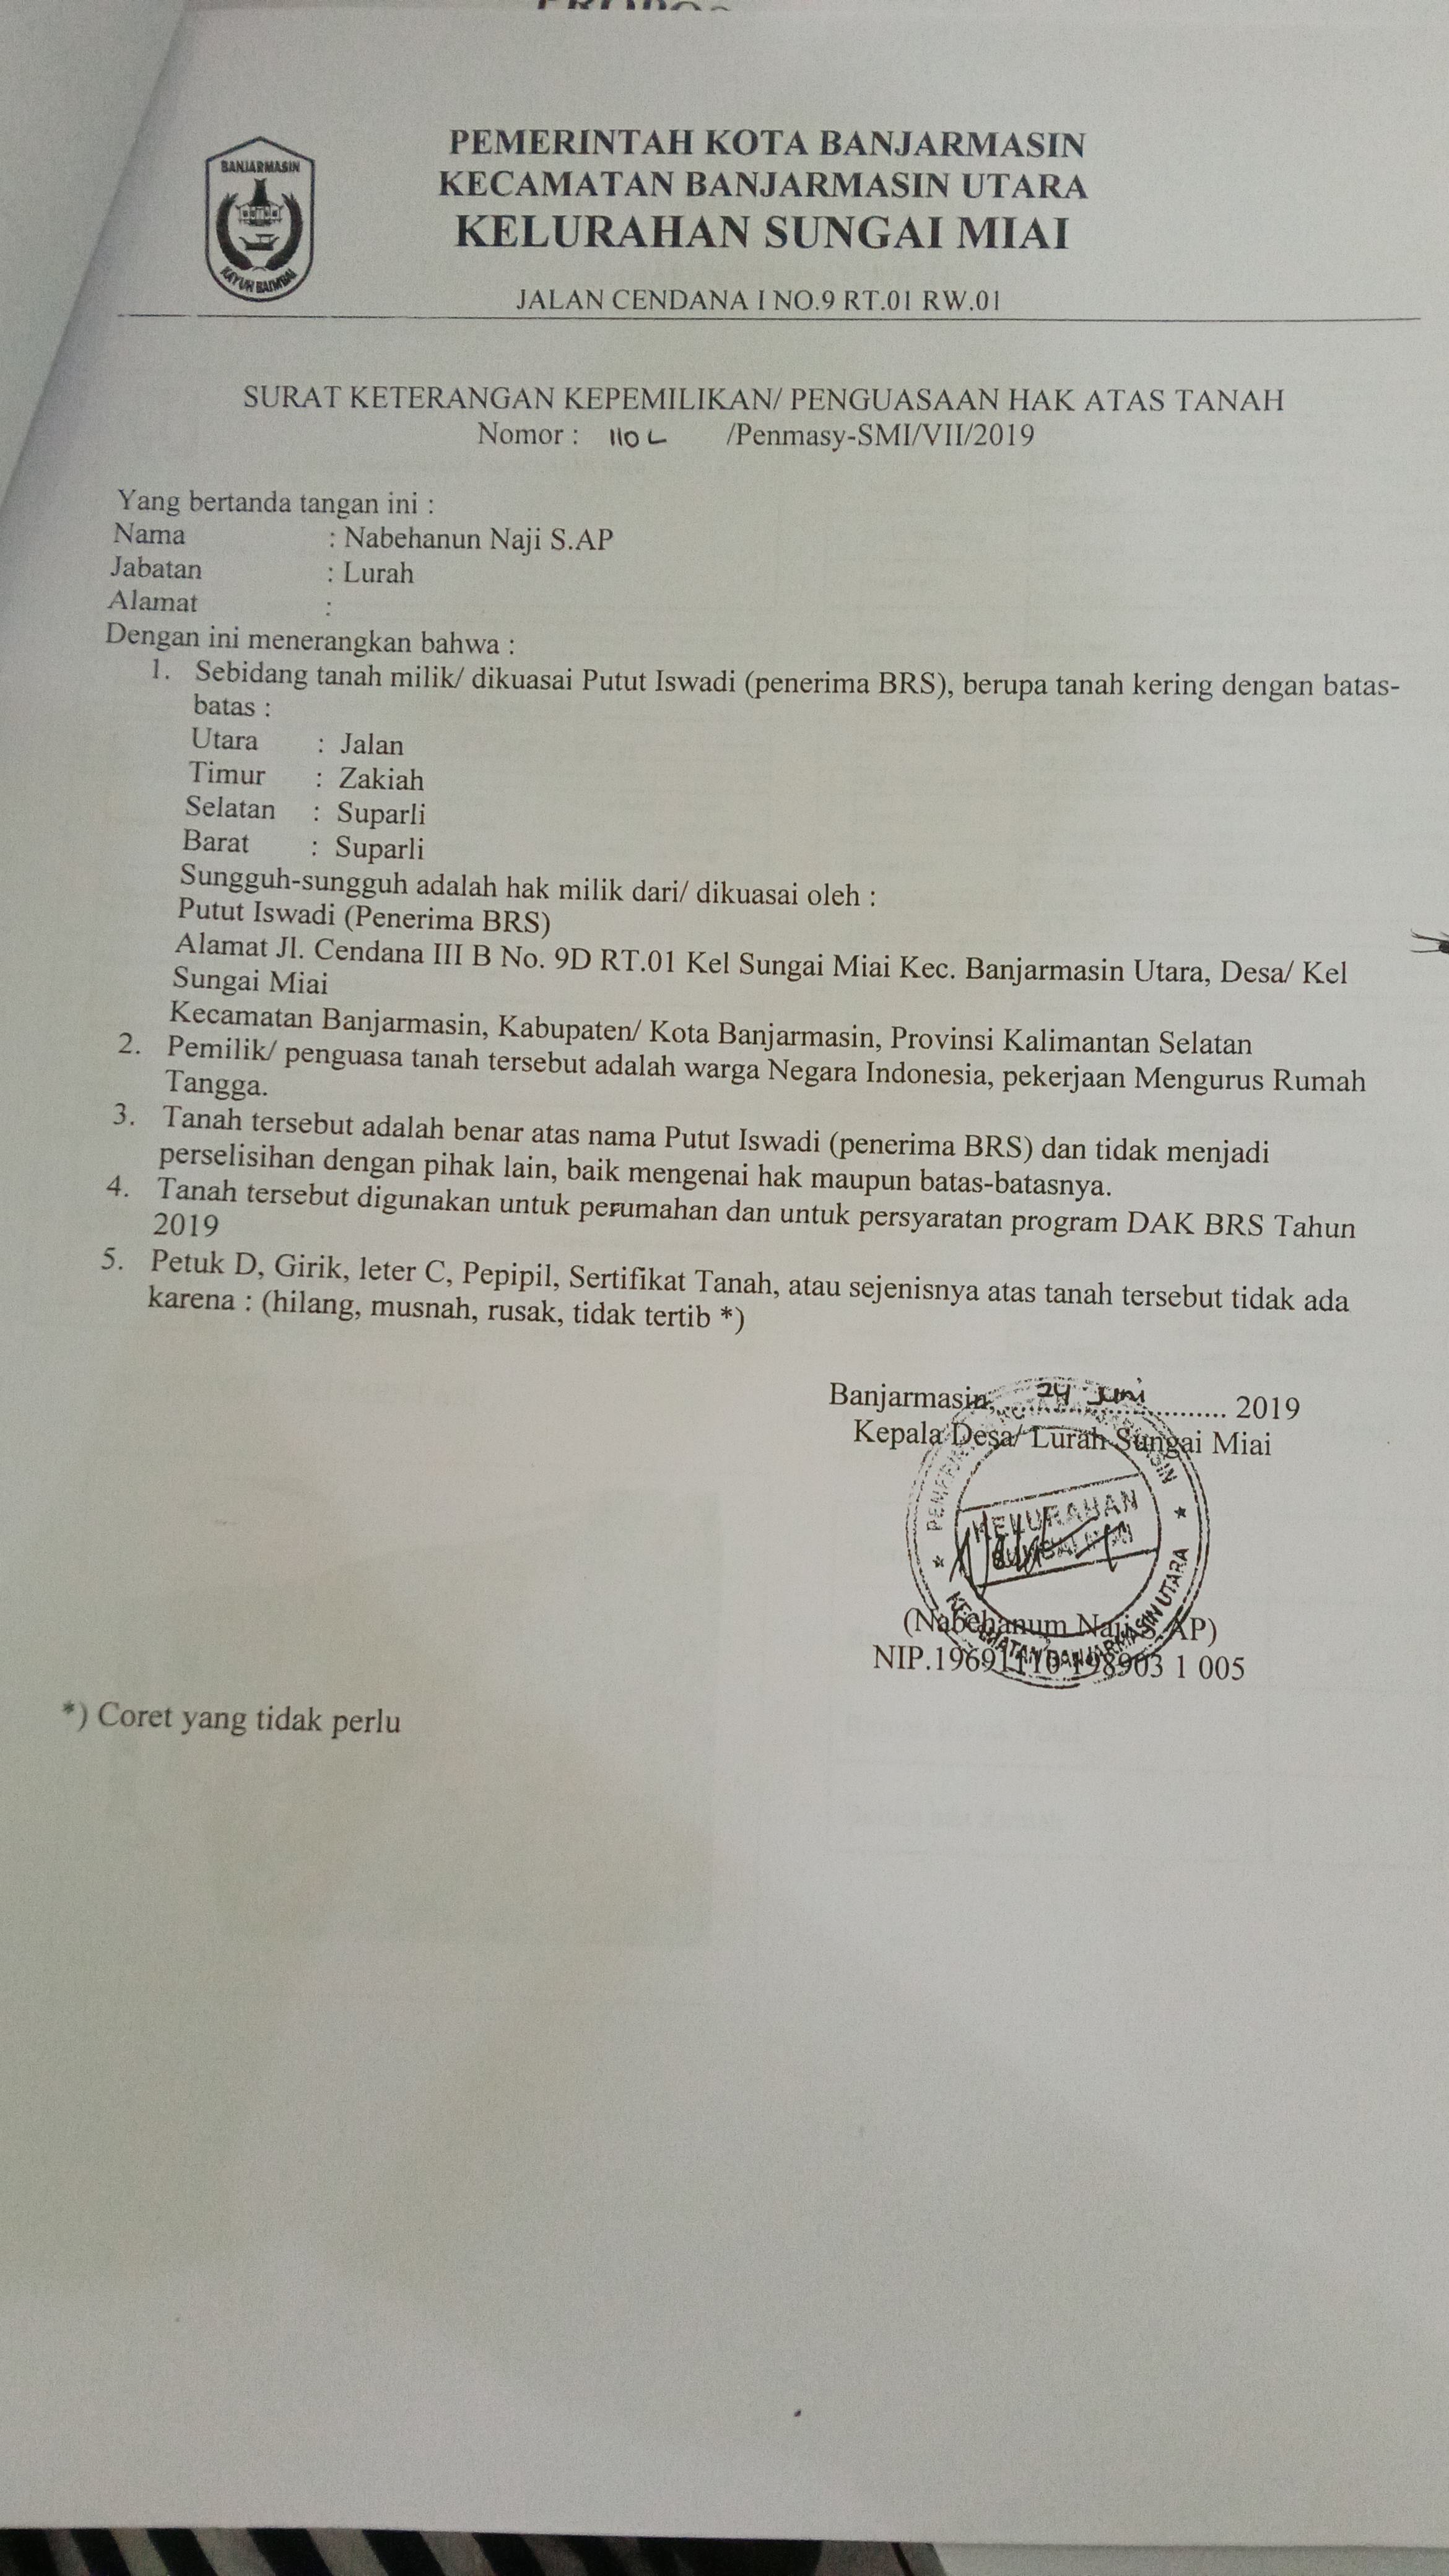 BANJARMASIN
KAYUH BAIMBAI
PEMERINTAH KOTA BANJARMASIN
KECAMATAN BANJARMASIN UTARA
KELURAHAN SUNGAI MIAI
JALAN CENDANA I NO.9 RT.01 RW.01
SURAT KETERANGAN KEPEMILIKAN/ PENGUASAAN HAK ATAS TANAH
Nomor : /Penmasy-SMI/VII/2019
Yang bertanda tangan ini :
Nama : Nabehanun Naji S.AP
Jabatan : Lurah
Alamat :
Dengan ini menerangkan bahwa :
1. Sebidang tanah milik/ dikuasai Putut Iswadi (penerima BRS), berupa tanah kering dengan batas-
batas :
Utara : Jalan
Timur : Zakiah
Selatan : Suparli
Barat : Suparli
Sungguh-sungguh adalah hak milik dari/ dikuasai oleh :
Putut Iswadi (Penerima BRS)
Alamat Jl. Cendana III B No. 9D RT.01 Kel Sungai Miai Kec. Banjarmasin Utara, Desa/ Kel
Sungai Miai
Kecamatan Banjarmasin, Kabupaten/ Kota Banjarmasin, Provinsi Kalimantan Selatan
2. Pemilik/ penguasa tanah tersebut adalah warga Negara Indonesia, pekerjaan Mengurus Rumah
Tangga.
3. Tanah tersebut adalah benar atas nama Putut Iswadi (penerima BRS) dan tidak menjadi
perselisihan dengan pihak lain, baik mengenai hak maupun batas-batasnya.
4. Tanah tersebut digunakan untuk perumahan dan untuk persyaratan program DAK BRS Tahun
2019
5. Petuk D, Girik, leter C, Pepipil, Sertifikat Tanah, atau sejenisnya atas tanah tersebut tidak ada
karena : (hilang, musnah, rusak, tidak tertib *)
Banjarmasin, 24 Juni 2019
Kepala Desa/ Lurah Sungai Miai
KELURAHAN
SUNGAI MIAI
KECAMATAN BANJARMASIN UTARA
(Nabehanum Naji S.AP)
NIP.19691110 198903 1 005
*) Coret yang tidak perlu